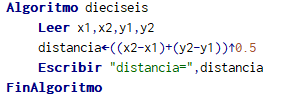 Algoritmo dieciseis
Leer x1,x2,y1,y2
distancia←((x2-x1)+(y2-y1))↑0.5
Escribir "distancia=",distancia
FinAlgoritmo